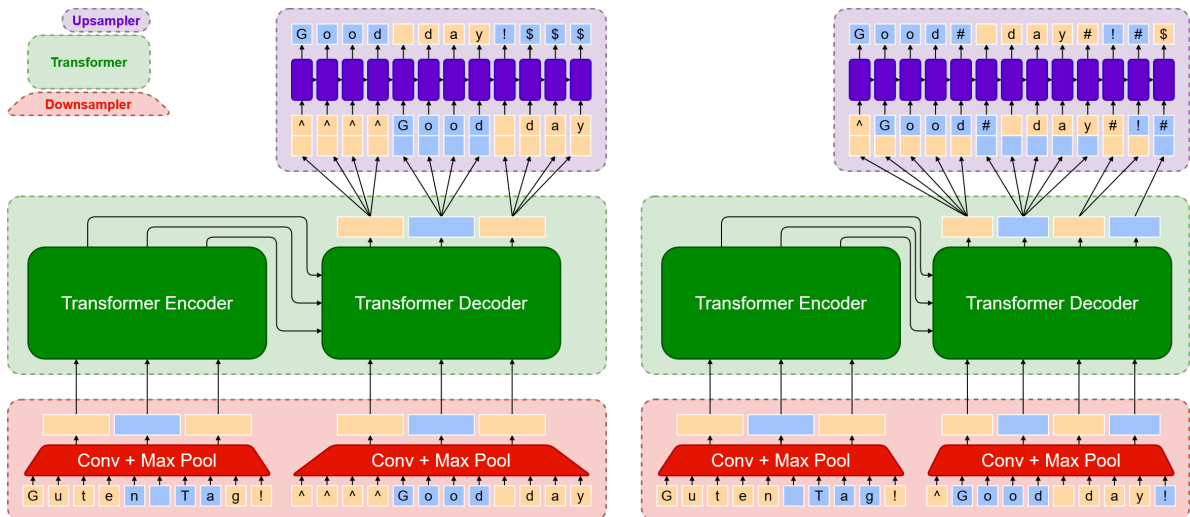 Upsampler
Transformer
Downsampler
G o o d   d a y ! $ $ $
^ ^ ^ ^ G o o d   d a y
Transformer Encoder
Transformer Decoder
Conv + Max Pool
Conv + Max Pool
G u t e n   T a g !
^ ^ ^ ^ G o o d   d a y
G o o d #   d a y # ! # $
^ G o o d #   d a y # ! #
Transformer Encoder
Transformer Decoder
Conv + Max Pool
Conv + Max Pool
G u t e n   T a g !
^ G o o d   d a y !